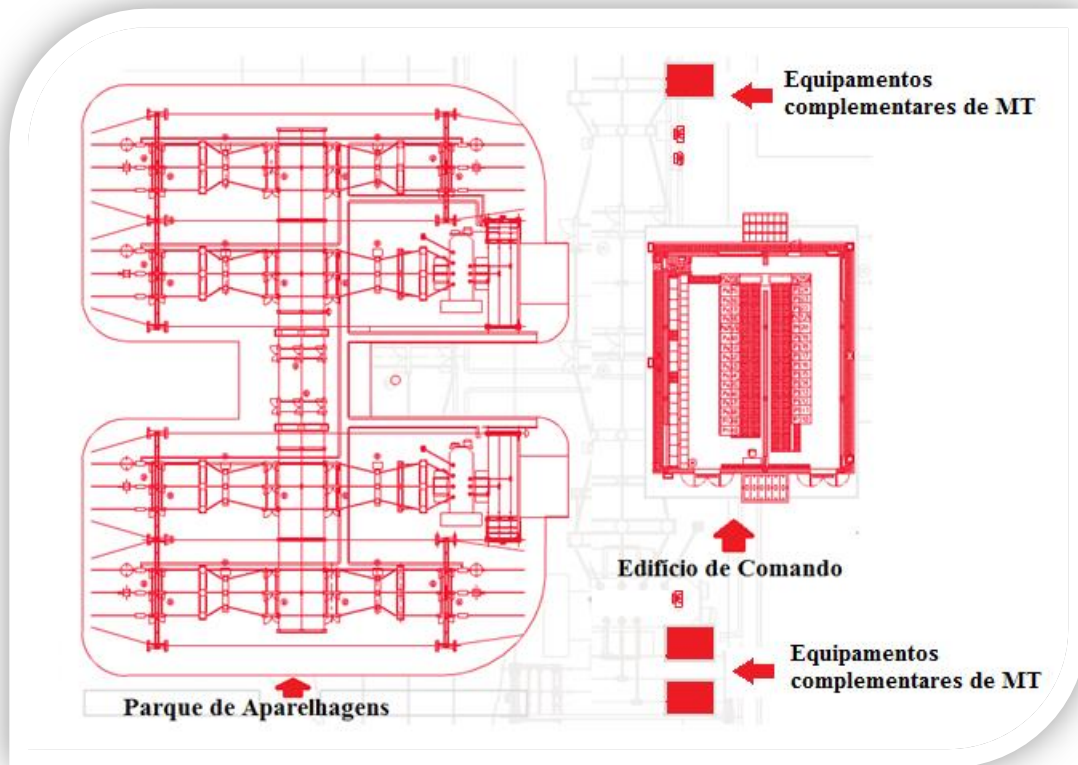 Equipamentos
complementares de MT
Edifício de Comando
Equipamentos
complementares de MT
Parque de Aparelhagens